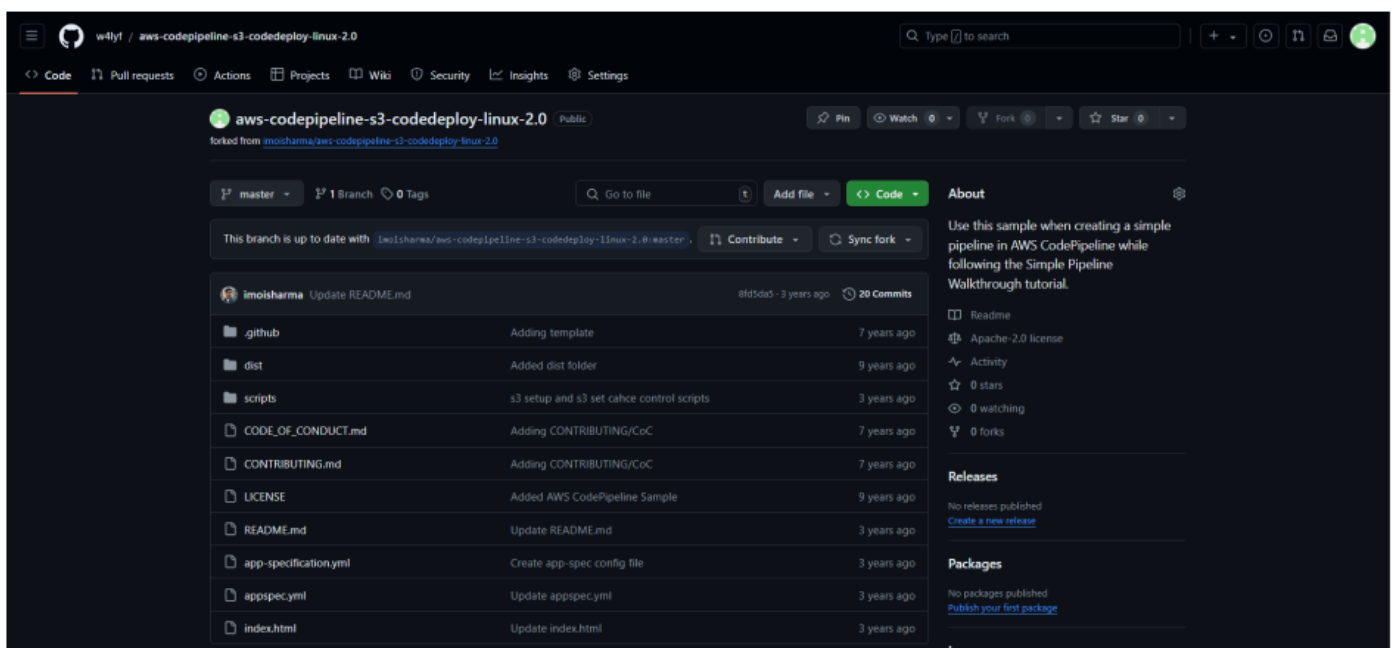 w4lyf / aws-codepipeline-s3-codedeploy-linux-2.0
Type / to search
Code Pull requests Actions Projects Wiki Security Insights Settings
aws-codepipeline-s3-codedeploy-linux-2.0 Public
Pin Watch 0 Fork 0 Star 0
forked from imoisharma/aws-codepipeline-s3-codedeploy-linux-2.0
master 1 Branch 0 Tags Go to file t Add file Code
This branch is up to date with imoisharma/aws-codepipeline-s3-codedeploy-linux-2.0:master . Contribute Sync fork
imoisharma Update README.md 8fd5da5 · 3 years ago 20 Commits
.github Adding template 7 years ago
dist Added dist folder 9 years ago
scripts s3 setup and s3 set cahce control scripts 3 years ago
CODE_OF_CONDUCT.md Adding CONTRIBUTING/CoC 7 years ago
CONTRIBUTING.md Adding CONTRIBUTING/CoC 7 years ago
LICENSE Added AWS CodePipeline Sample 9 years ago
README.md Update README.md 3 years ago
app-specification.yml Create app-spec config file 3 years ago
appspec.yml Update appspec.yml 3 years ago
index.html Update index.html 3 years ago
About
Use this sample when creating a simple
pipeline in AWS CodePipeline while
following the Simple Pipeline
Walkthrough tutorial.
Readme
Apache-2.0 license
Activity
0 stars
0 watching
0 forks
Releases
No releases published
Create a new release
Packages
No packages published
Publish your first package